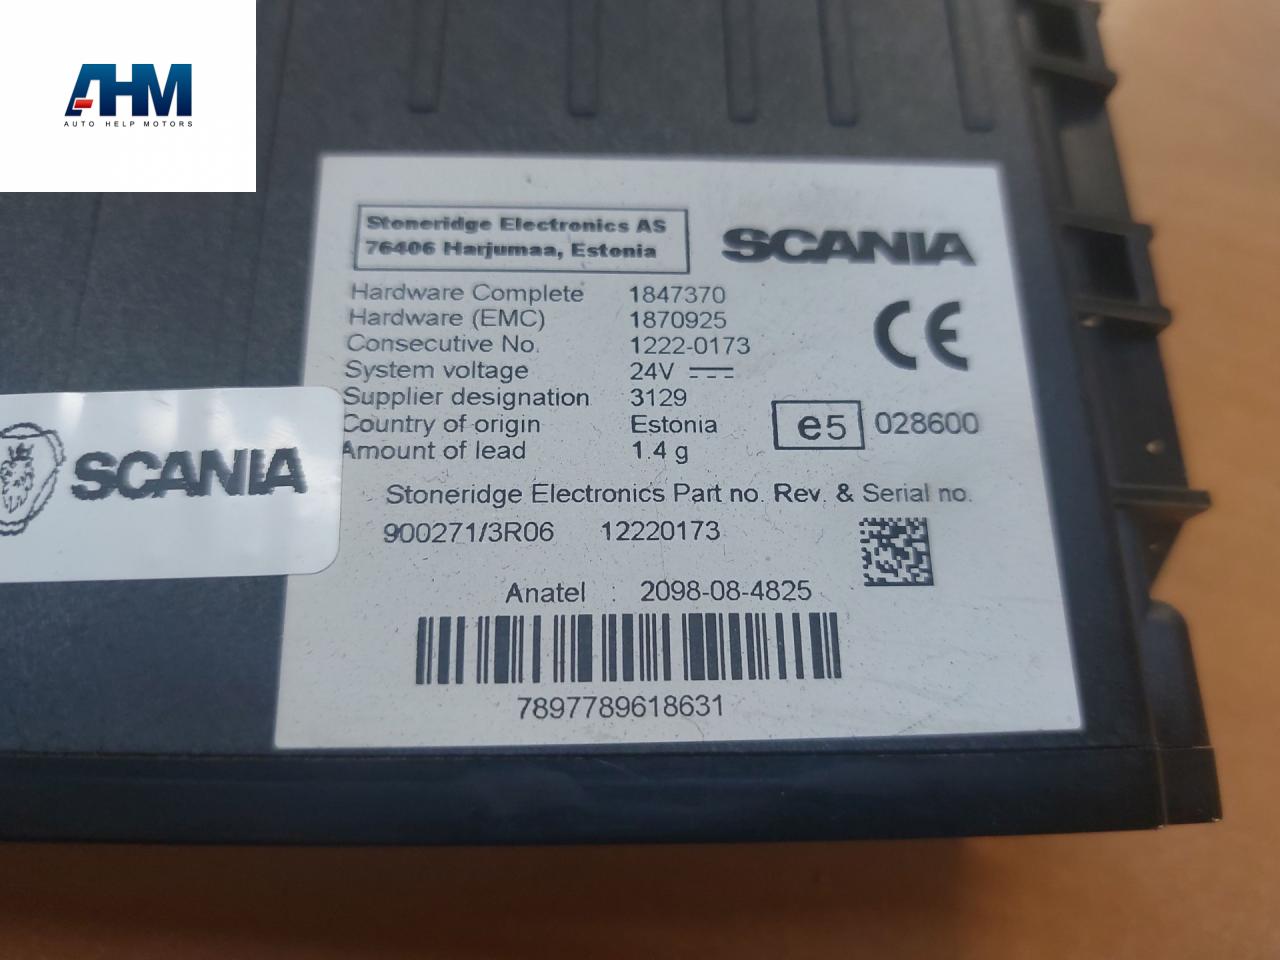 AHM
AUTO HELP MOTORS
Stoneridge Electronics AS
76406 Harjumaa, Estonia
SCANIA
Hardware Complete 1847370
Hardware (EMC) 1870925
Consecutive No. 1222-0173
System voltage 24V
Supplier designation 3129
Country of origin Estonia
Amount of lead 1.4 g
CE
e5 028600
SCANIA
Stoneridge Electronics Part no. Rev. & Serial no.
900271/3R06 12220173
Anatel : 2098-08-4825
7897789618631